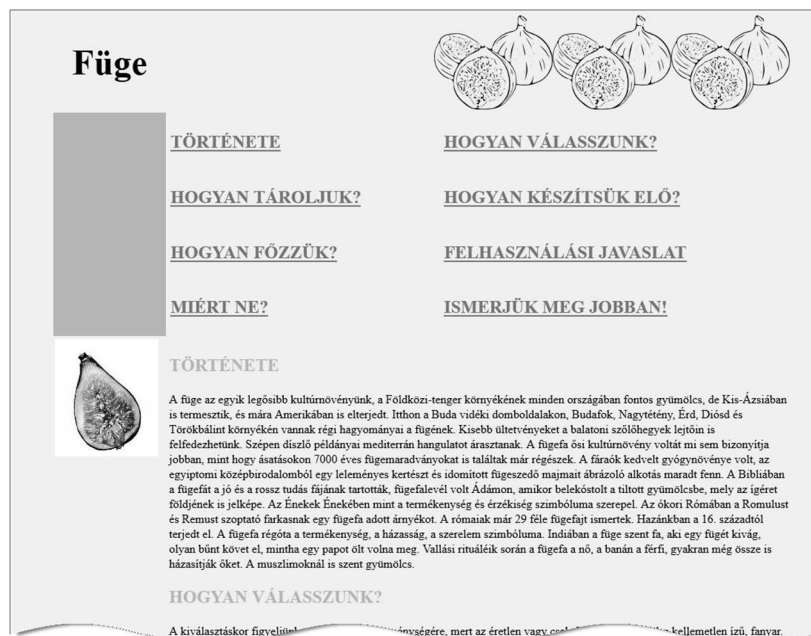 Füge
TÖRTÉNETE
HOGYAN VÁLASSZUNK?
HOGYAN TÁROLJUK?
HOGYAN KÉSZÍTSÜK ELŐ?
HOGYAN FŐZZÜK?
FELHASZNÁLÁSI JAVASLAT
MIÉRT NE?
ISMERJÜK MEG JOBBAN!
TÖRTÉNETE
A füge az egyik legősibb kultúrnövényünk, a Földközi-tenger környékének minden országában fontos gyümölcs, de Kis-Ázsiában
is termesztik, és mára Amerikában is elterjedt. Itthon a Buda vidéki domboldalakon, Budafok, Nagytétény, Érd, Diósd és
Törökbálint környékén vannak régi hagyományai a fügének. Kisebb ültetvényeket a balatoni szőlőhegyek lejtőin is
felfedezhetünk. Szépen díszlő példányai mediterrán hangulatot árasztanak. A fügefa ősi kultúrnövény voltát mi sem bizonyítja
jobban, mint hogy ásatásokon 7000 éves fügemaradványokat is találtak már régészek. A fáraók kedvelt gyógynövénye volt, az
egyiptomi középbirodalomból egy leleményes kertészt és idomított fügeszedő majmait ábrázoló alkotás maradt fenn. A Bibliában
a fügefát a jó és a rossz tudás fájának tartották, fügefalevél volt Ádámon, amikor belekóstolt a tiltott gyümölcsbe, mely az ígéret
földjének is jelképe. Az Énekek Énekében mint a termékenység és érzékiség szimbóluma szerepel. Az ókori Rómában a Romulust
és Remust szoptató farkasnak egy fügefa adott árnyékot. A rómaiak már 29 féle fügefajt ismertek. Hazánkban a 16. századtól
terjedt el. A fügefa régóta a termékenység, a házasság, a szerelem szimbóluma. Indiában a füge szent fa, aki egy fügét kivág,
olyan bűnt követ el, mintha egy papot ölt volna meg. Vallási rituáléik során a fügefa a nő, a banán a férfi, gyakran még össze is
házasítják őket. A muszlimoknál is szent gyümölcs.
HOGYAN VÁLASSZUNK?
A kiválasztáskor mert az éretlen vagy kellemetlen ízű, fanyar.